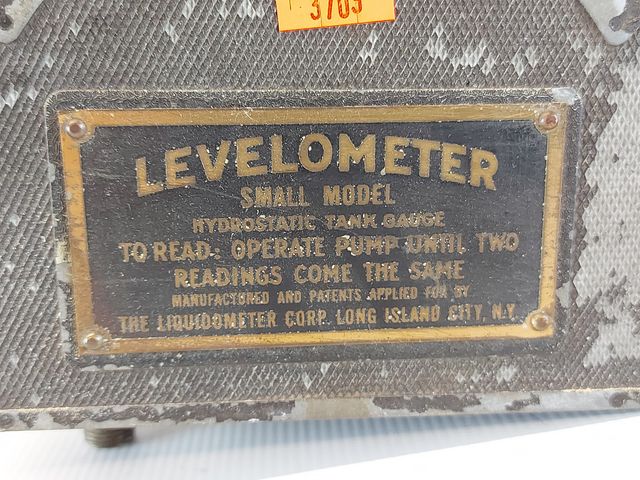 3703
LEVELOMETER
SMALL MODEL
HYDROSTATIC TANK GAUGE
TO READ: OPERATE PUMP UNTIL TWO
READINGS COME THE SAME
MANUFACTURED AND PATENTS APPLIED FOR BY
THE LIQUIDOMETER CORP. LONG ISLAND CITY, N.Y.